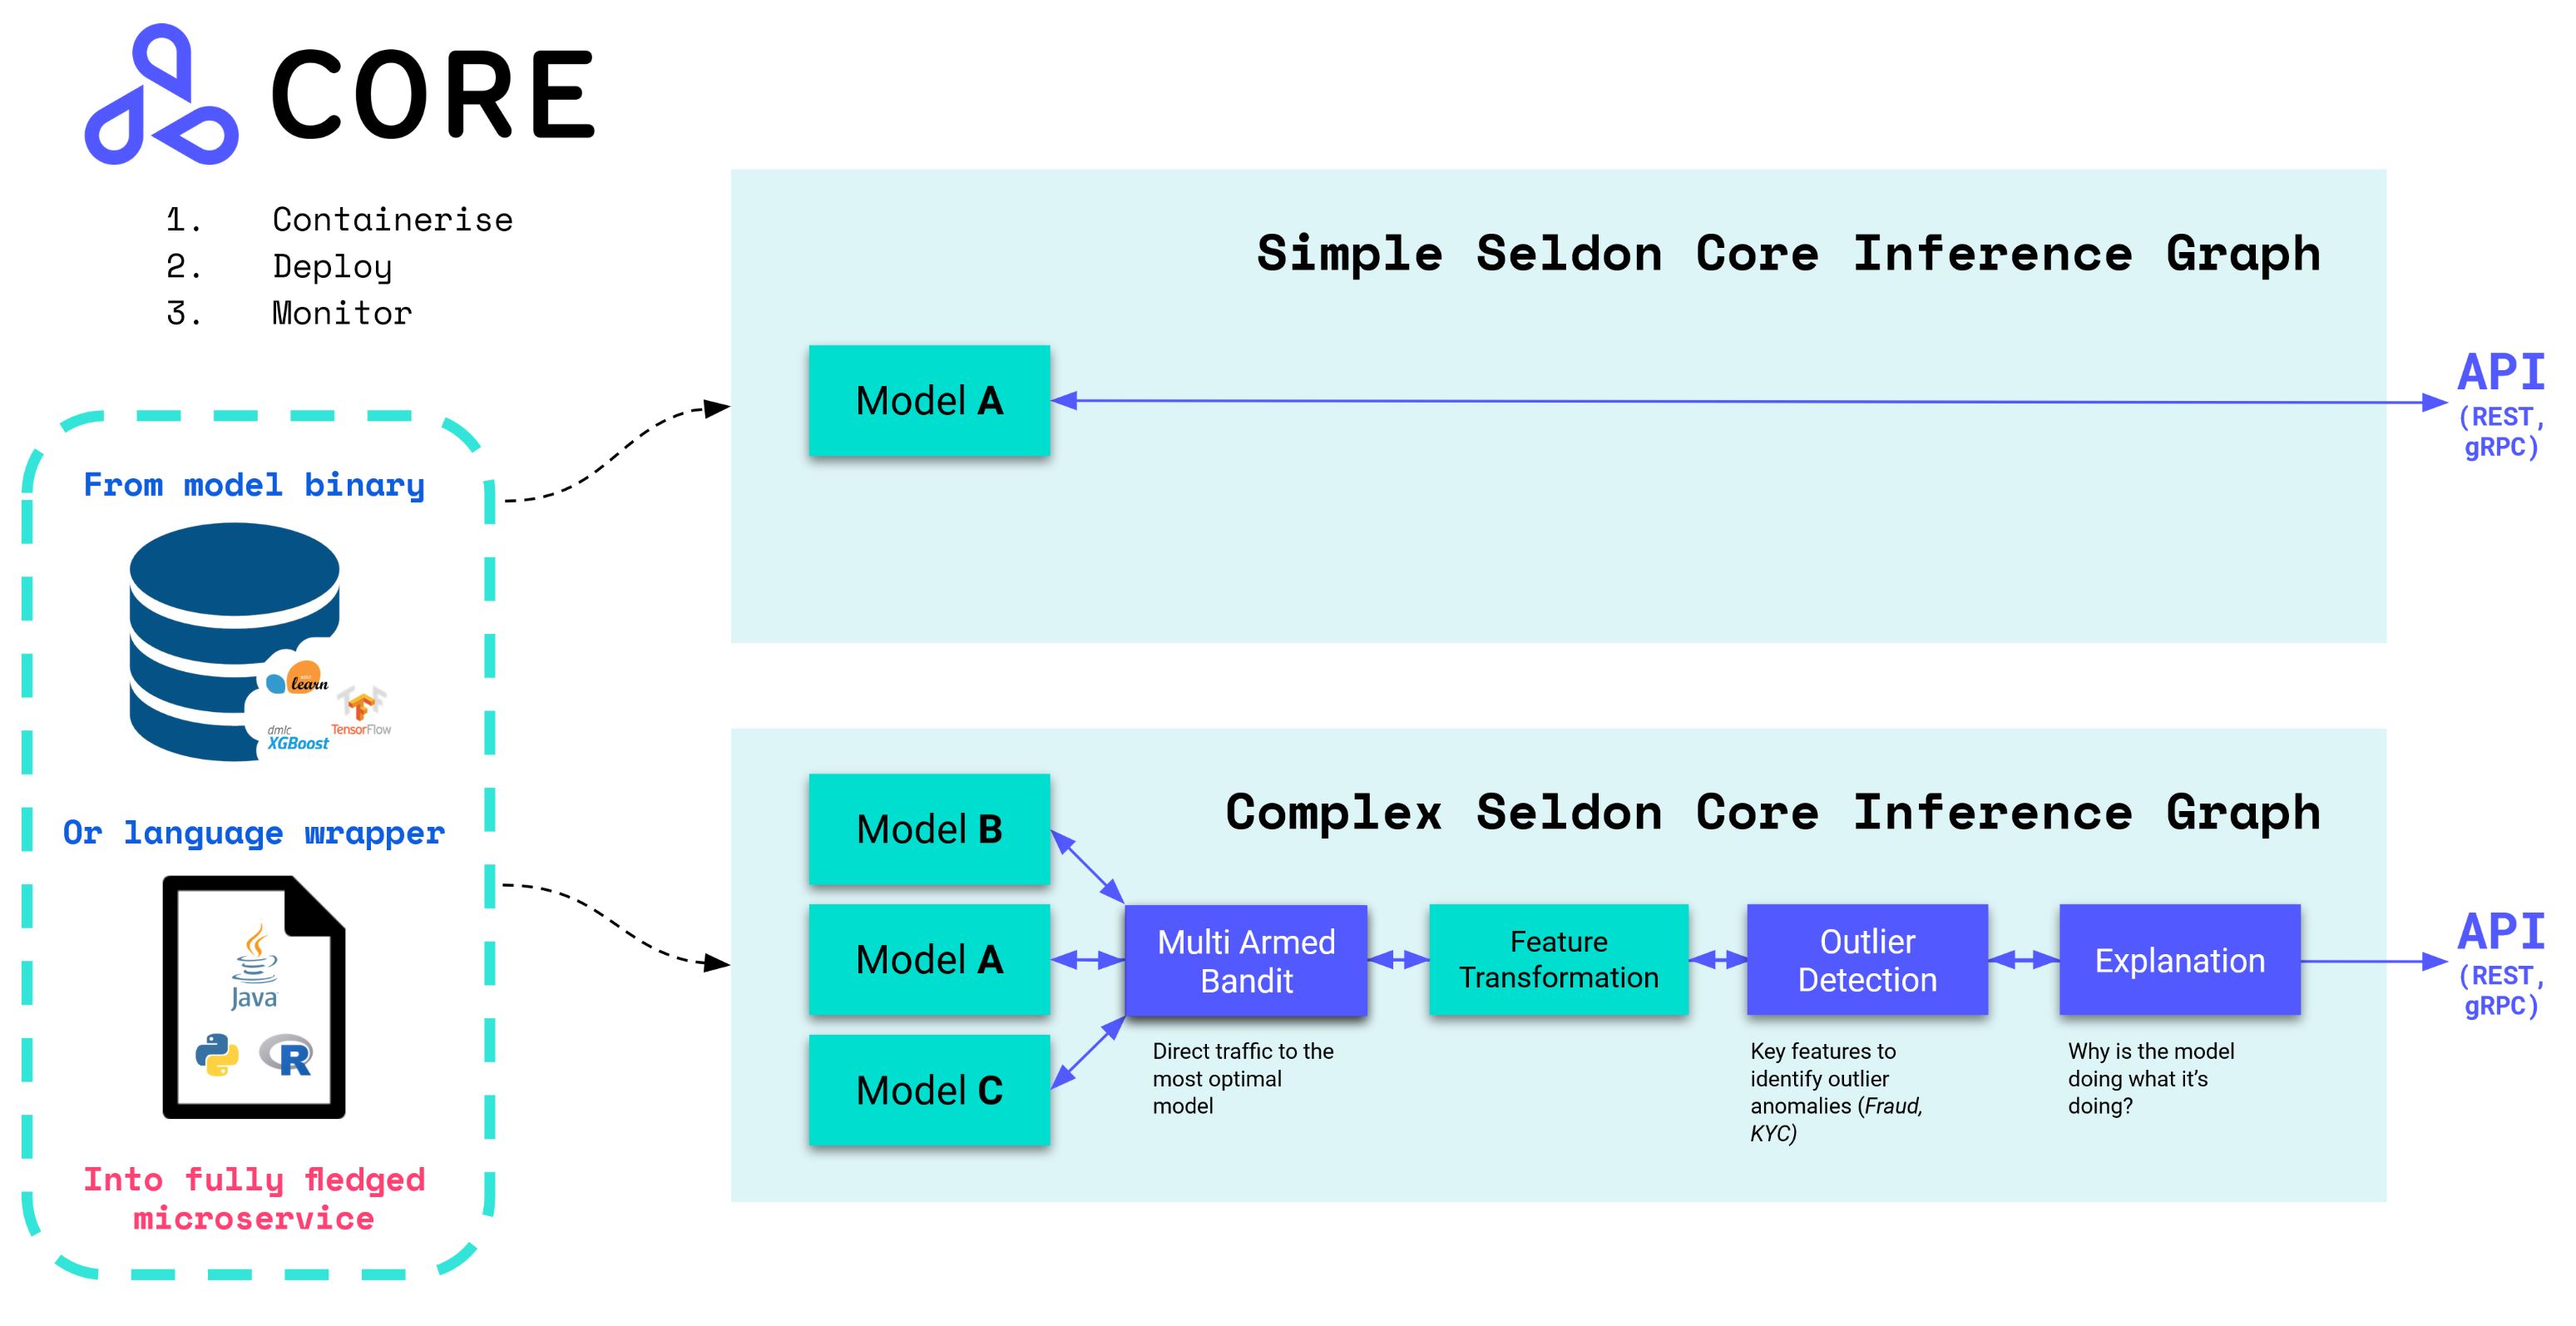 CORE
1. Containerise
2. Deploy
3. Monitor
From model binary
learn
dmlc
XGBoost
TensorFlow
Or language wrapper
Java
R
Into fully fledged
microservice
Simple Seldon Core Inference Graph
Model A
API
(REST,
gRPC)
Complex Seldon Core Inference Graph
Model B
Model A
Model C
Multi Armed
Bandit
Direct traffic to the
most optimal
model
Feature
Transformation
Outlier
Detection
Key features to
identify outlier
anomalies (Fraud,
KYC)
Explanation
Why is the model
doing what it’s
doing?
API
(REST,
gRPC)